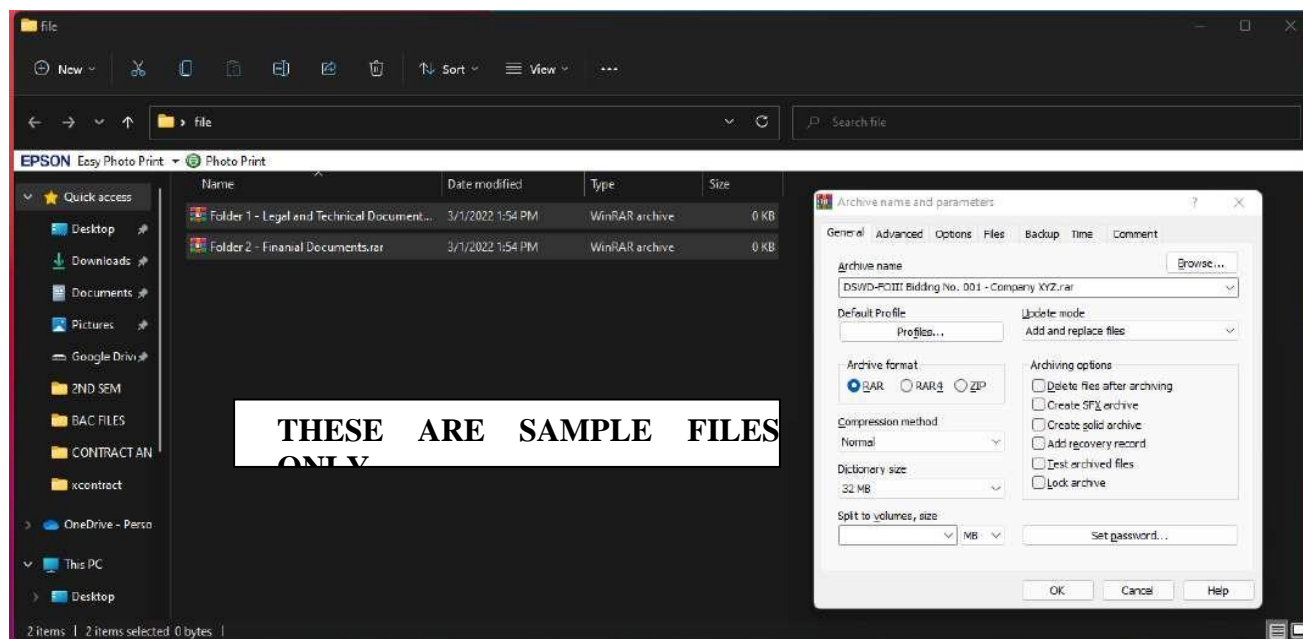 file
New
Sort
View
...
file
Search file
EPSON Easy Photo Print Photo Print
Name Date modified Type Size
Folder 1 - Legal and Technical Document... 3/1/2022 1:54 PM WinRAR archive 0 KB
Folder 2 - Finanial Documents.rar 3/1/2022 1:54 PM WinRAR archive 0 KB
Quick access
Desktop
Downloads
Documents
Pictures
Google Driv
2ND SEM
BAC FILES
CONTRACT AN
xcontract
OneDrive - Perso
This PC
Desktop
2 items 2 items selected 0 bytes
THESE ARE SAMPLE FILES
ONLY
Archive name and parameters ? 
General Advanced Options Files Backup Time Comment
Archive name
Browse...
DSWD-FOIII Bidding No. 001 - Company XYZ.rar
Default Profile
Profiles...
Update mode
Add and replace files
Archive format
RAR RAR4 ZIP
Compression method
Normal
Dictionary size
32 MB
Split to volumes, size
MB
Archiving options
Delete files after archiving
Create SFX archive
Create solid archive
Add recovery record
Test archived files
Lock archive
Set password...
OK Cancel Help